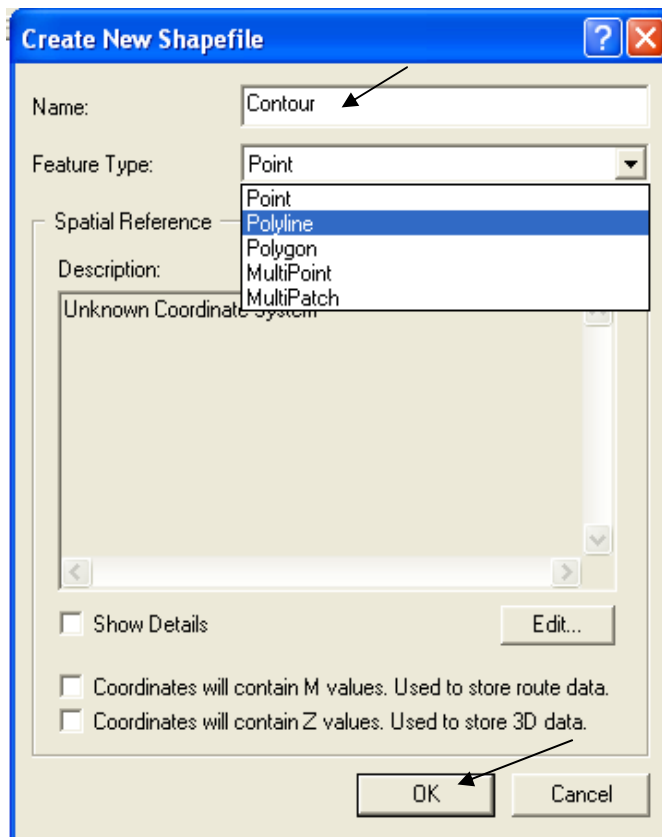 Create New Shapefile
Name: Contour
Feature Type: Point
Point
Polyline
Polygon
MultiPoint
MultiPatch
Spatial Reference
Description:
Unknown Coordinate System
Show Details
Edit...
Coordinates will contain M values. Used to store route data.
Coordinates will contain Z values. Used to store 3D data.
OK Cancel